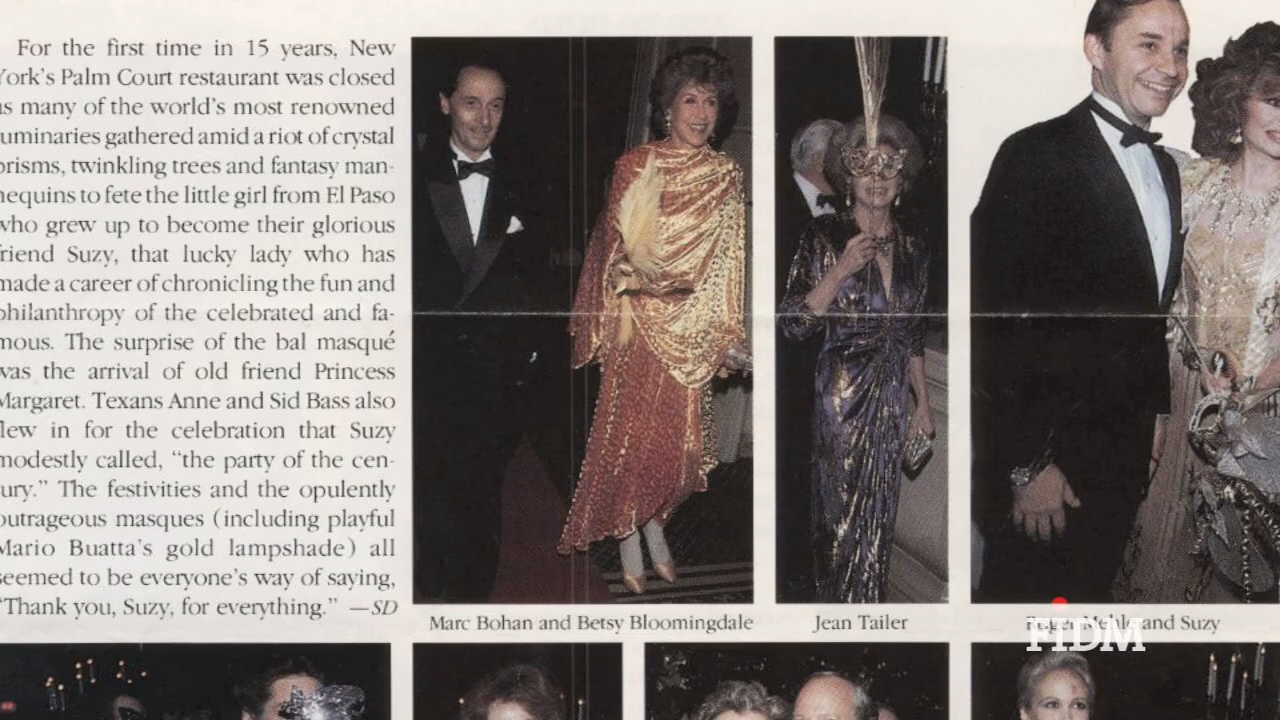 For the first time in 15 years, New
York's Palm Court restaurant was closed
as many of the world's most renowned
luminaries gathered amid a riot of crystal
prisms, twinkling trees and fantasy man-
nequins to fete the little girl from El Paso
who grew up to become their glorious
friend Suzy, that lucky lady who has
made a career of chronicling the fun and
philanthropy of the celebrated and fa-
mous. The surprise of the bal masqué
was the arrival of old friend Princess
Margaret. Texans Anne and Sid Bass also
flew in for the celebration that Suzy
modestly called, "the party of the cen-
tury." The festivities and the opulently
outrageous masques (including playful
Mario Buatta's gold lampshade) all
seemed to be everyone's way of saying,
"Thank you, Suzy, for everything." —SD
Marc Bohan and Betsy Bloomingdale
Jean Tailer
Roger Mehle and Suzy
FIDM